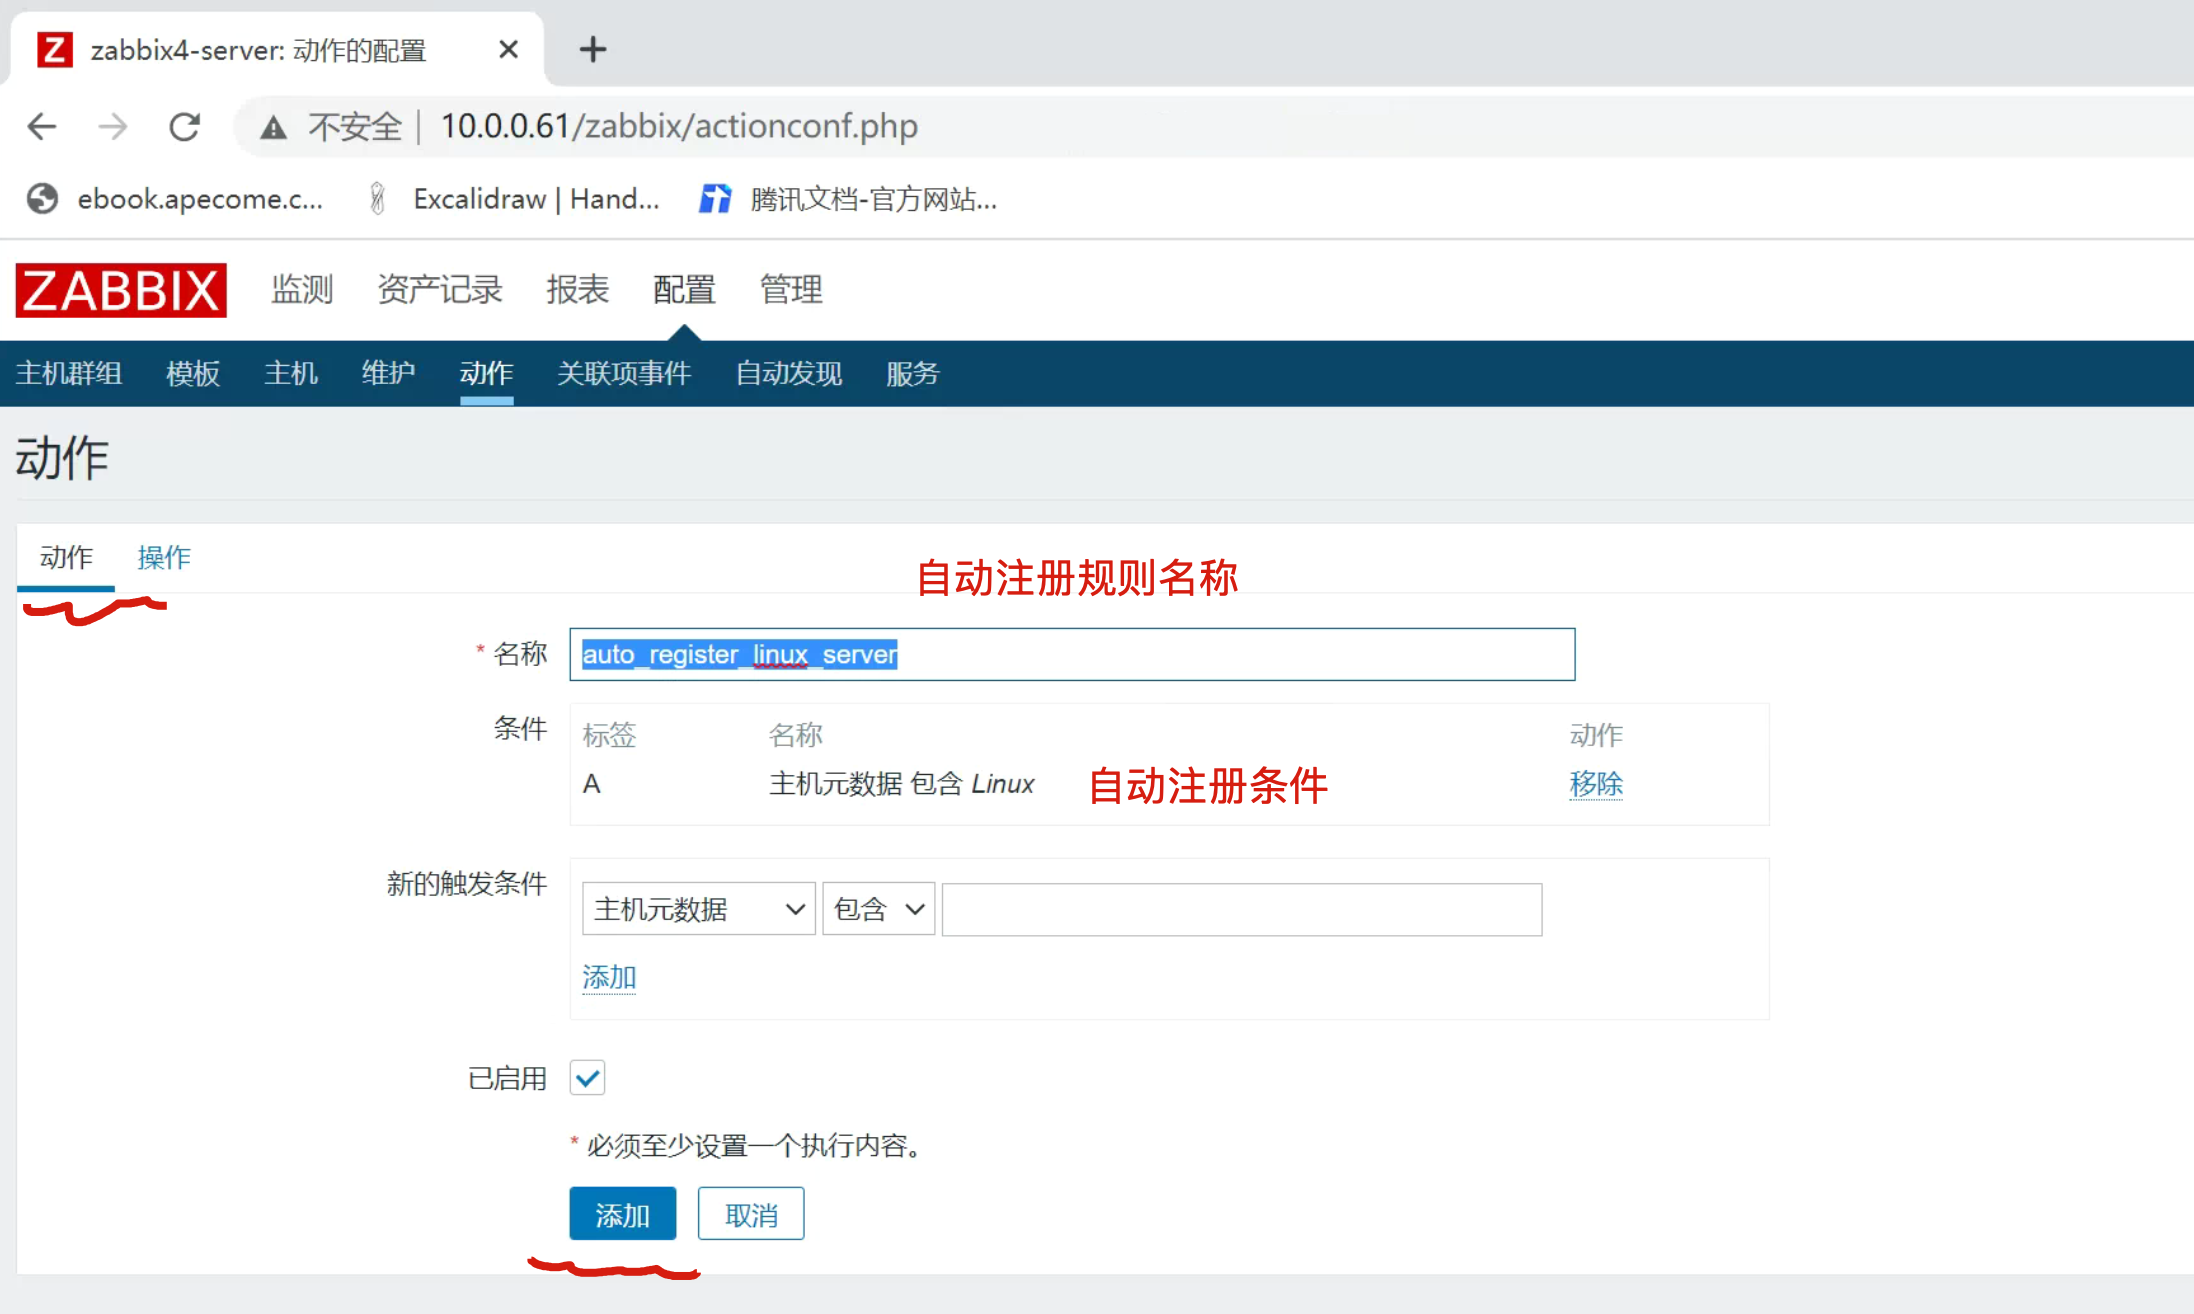 Z zabbix4-server: 动作的配置
不安全 | 10.0.0.61/zabbix/actionconf.php
ebook.apecome.c... Excalidraw | Hand... 腾讯文档-官方网站...
ZABBIX 监测 资产记录 报表 配置 管理
主机群组 模板 主机 维护 动作 关联项事件 自动发现 服务
动作
动作 操作
自动注册规则名称
* 名称 auto_register_linux_server
条件 标签 名称 动作
A 主机元数据 包含 Linux 自动注册条件 移除
新的触发条件 主机元数据 包含
添加
已启用
* 必须至少设置一个执行内容。
添加 取消